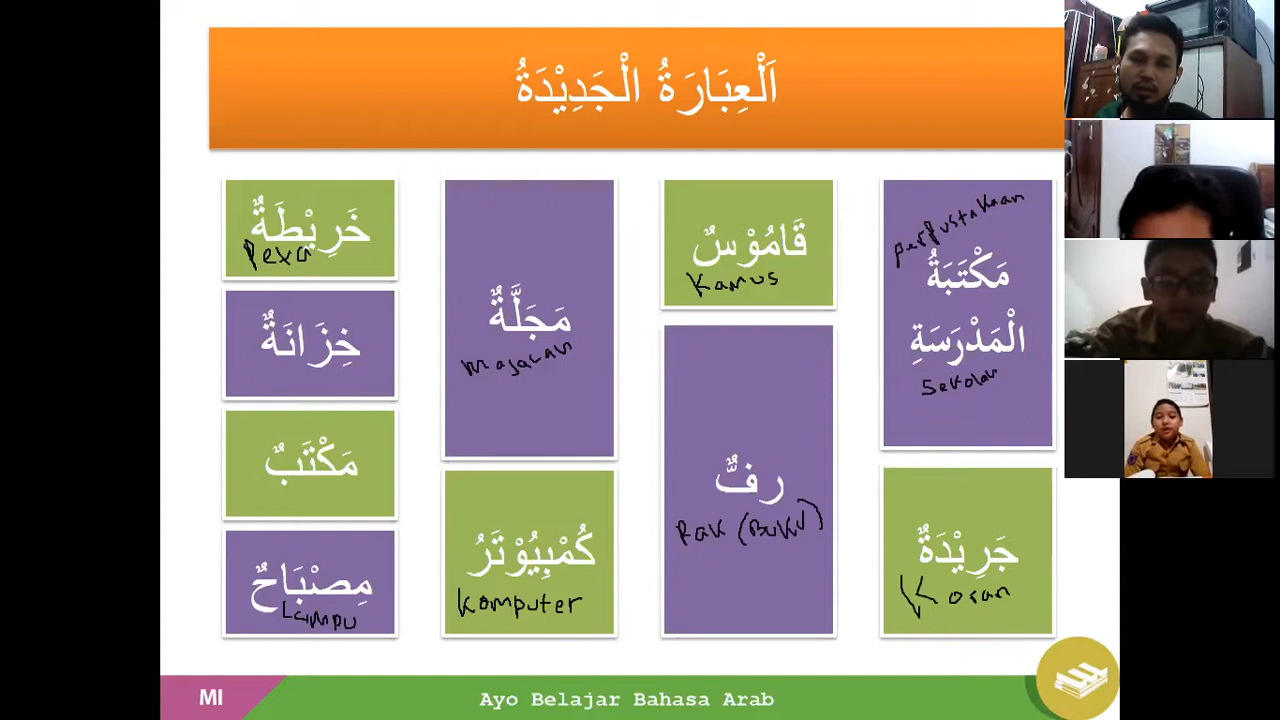 اَلْعِبَارَةُ الْجَدِيْدَةُ
perpustakaan
مَكْتَبَةُ
الْمَدْرَسَةِ
Sekolah
جَرِيْدَةٌ
Koran
قَامُوْسٌ
Kamus
رفٌّ
Rak (Buku)
مَجَلَّةٌ
majalah
كُمْبِيُوْتَرُ
Komputer
خَرِيْطَةٌ
Peta
خِزَانَةٌ
مَكْتَبٌ
مِصْبَاحٌ
Lampu
MI
Ayo Belajar Bahasa Arab